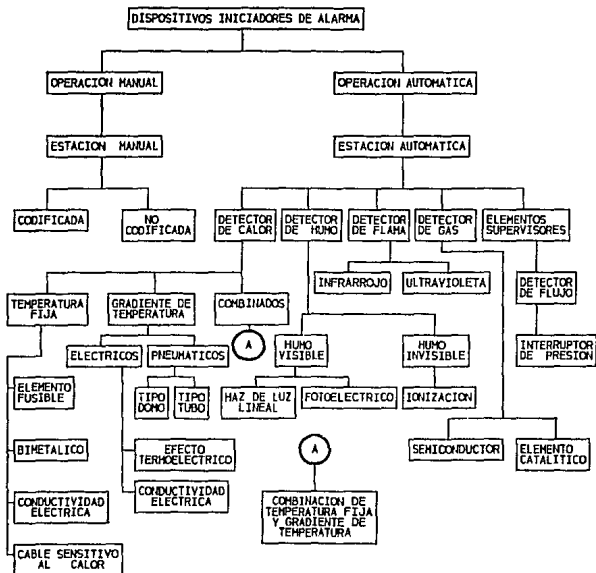 DISPOSITIVOS INICIADORES DE ALARMA
OPERACION MANUAL
OPERACION AUTOMATICA
ESTACION MANUAL
ESTACION AUTOMATICA
CODIFICADA
NO
CODIFICADA
DETECTOR
DE CALOR
DETECTOR
DE HUMO
DETECTOR
DE FLAMA
DETECTOR
DE GAS
ELEMENTOS
SUPERVISORES
INFRARROJO
ULTRAVIOLETA
DETECTOR
DE FLUJO
TEMPERATURA
FIJA
GRADIENTE DE
TEMPERATURA
COMBINADOS
A
HUMO
VISIBLE
HUMO
INVISIBLE
INTERRUPTOR
DE PRESION
ELECTRICOS
PNEUMATICOS
ELEMENTO
FUSIBLE
TIPO
DOMO
TIPO
TUBO
HAZ DE LUZ
LINEAL
FOTOELECTRICO
IONIZACION
BIMETALICO
EFECTO
TERMOELECTRICO
A
SEMICONDUCTOR
ELEMENTO
CATALITICO
CONDUCTIVIDAD
ELECTRICA
CONDUCTIVIDAD
ELECTRICA
COMBINACION DE
TEMPERATURA FIJA
Y GRADIENTE DE
TEMPERATURA
CABLE SENSITIVO
AL CALOR